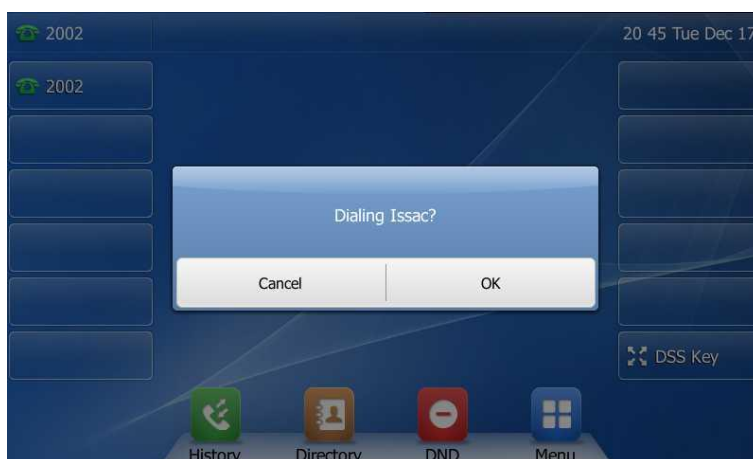 2002
20 45 Tue Dec 17
2002
Dialing Issac?
Cancel
OK
DSS Key
History
Directory
DND
Menu